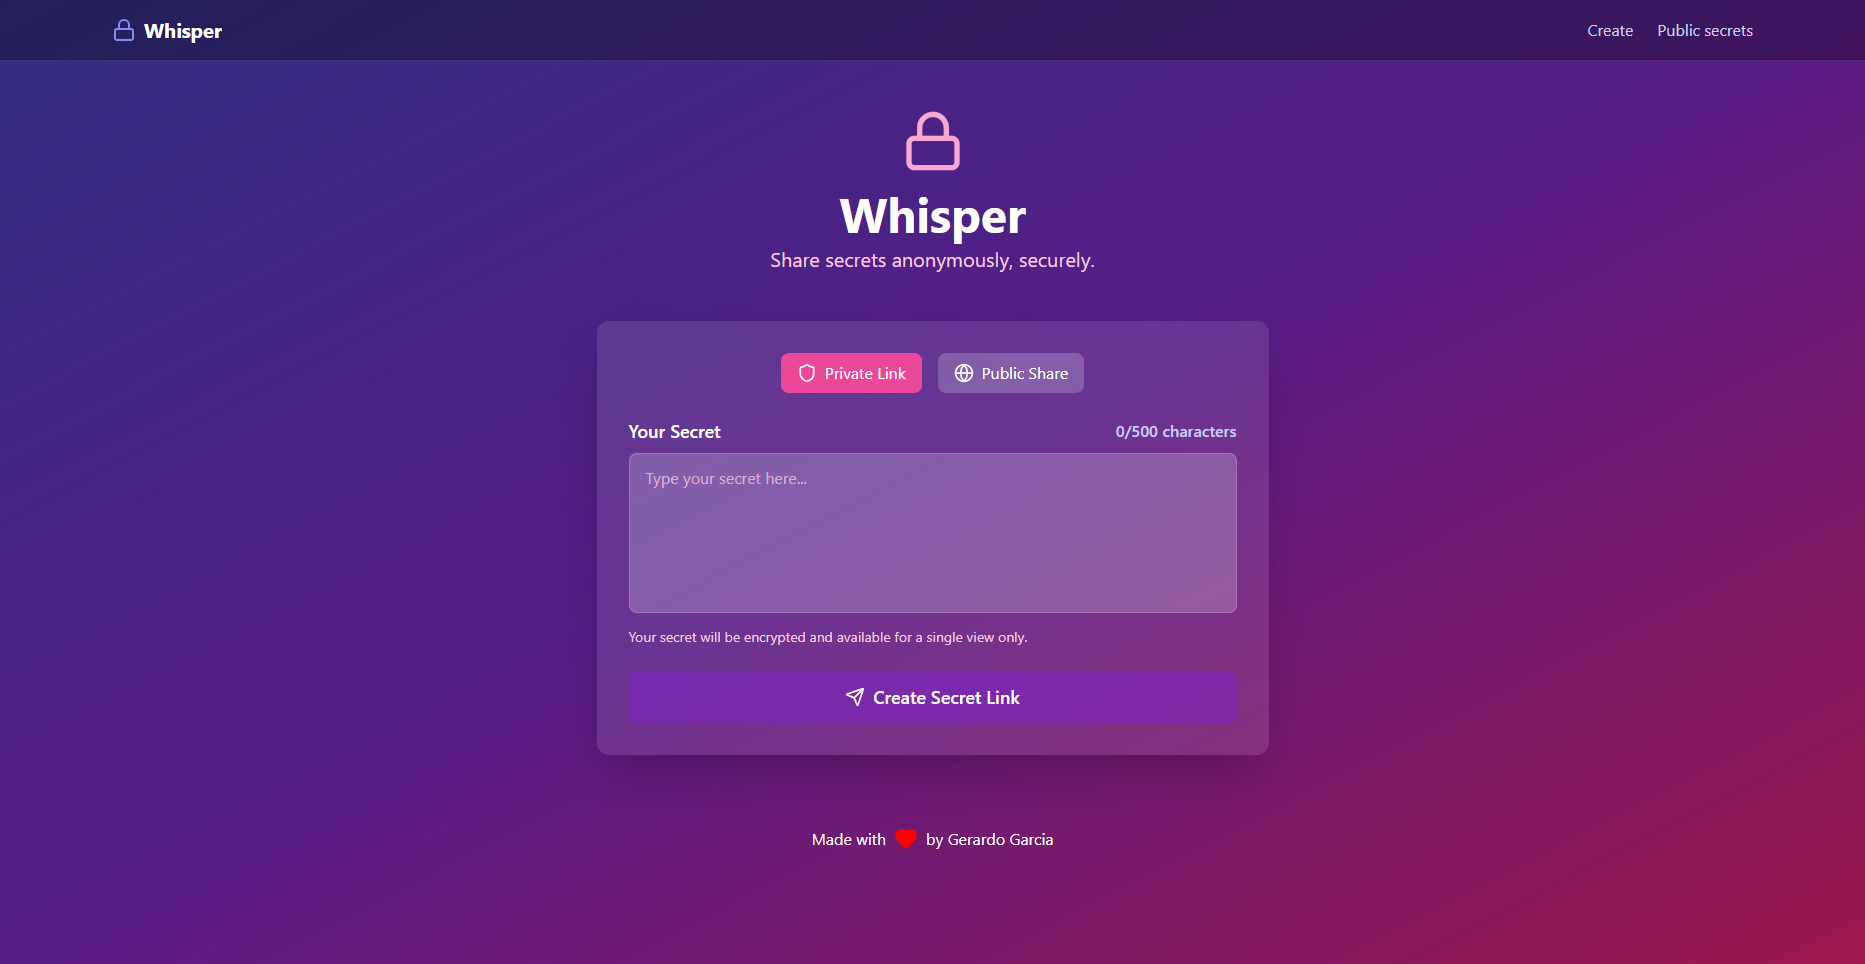 Whisper
Create
Public secrets
Whisper
Share secrets anonymously, securely.
Private Link
Public Share
Your Secret
0/500 characters
Type your secret here...
Your secret will be encrypted and available for a single view only.
Create Secret Link
Made with ❤ by Gerardo Garcia